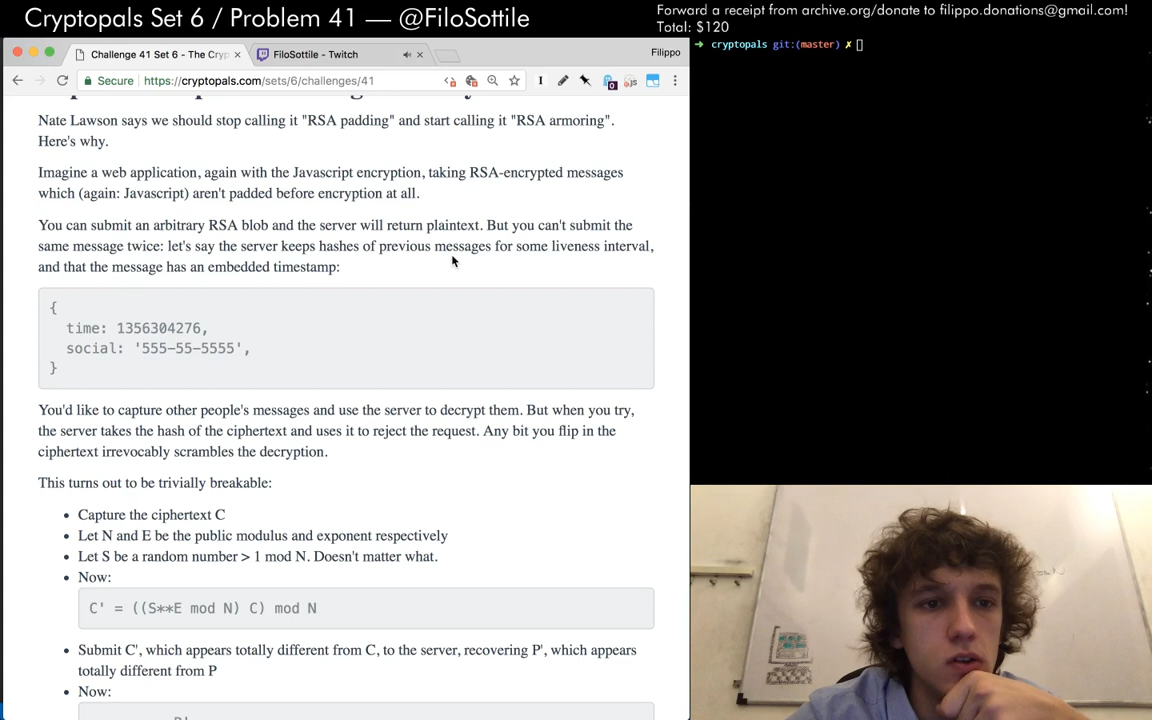 Cryptopals Set 6 / Problem 41 — @FiloSottile
Forward a receipt from archive.org/donate to filippo.donations@gmail.com!
Total: $120
Challenge 41 Set 6 - The Cryp
FiloSottile - Twitch
Filippo
Secure
https://cryptopals.com/sets/6/challenges/41
➜ cryptopals git:(master) ✗
Nate Lawson says we should stop calling it "RSA padding" and start calling it "RSA armoring".
Here's why.
Imagine a web application, again with the Javascript encryption, taking RSA-encrypted messages
which (again: Javascript) aren't padded before encryption at all.
You can submit an arbitrary RSA blob and the server will return plaintext. But you can't submit the
same message twice: let's say the server keeps hashes of previous messages for some liveness interval,
and that the message has an embedded timestamp:
{
time: 1356304276,
social: '555-55-5555',
}
You'd like to capture other people's messages and use the server to decrypt them. But when you try,
the server takes the hash of the ciphertext and uses it to reject the request. Any bit you flip in the
ciphertext irrevocably scrambles the decryption.
This turns out to be trivially breakable:
• Capture the ciphertext C
• Let N and E be the public modulus and exponent respectively
• Let S be a random number > 1 mod N. Doesn't matter what.
• Now:
C' = ((S**E mod N) C) mod N
• Submit C', which appears totally different from C, to the server, recovering P', which appears
totally different from P
• Now: